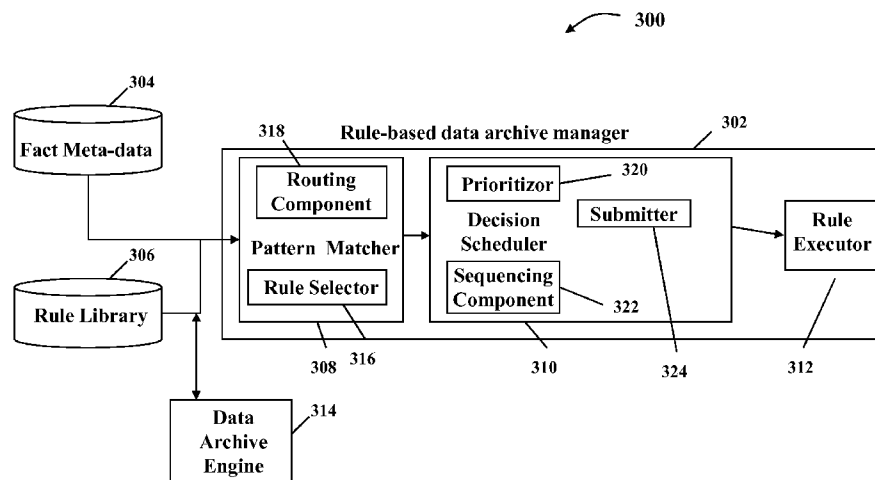 300
304
Fact Meta-data
Rule-based data archive manager
302
318
Routing
Component
Pattern Matcher
Rule Selector
308
316
Prioritizor
320
Decision
Scheduler
Submitter
Sequencing
Component
322
310
324
Rule
Executor
312
306
Rule Library
Data
Archive
Engine
314